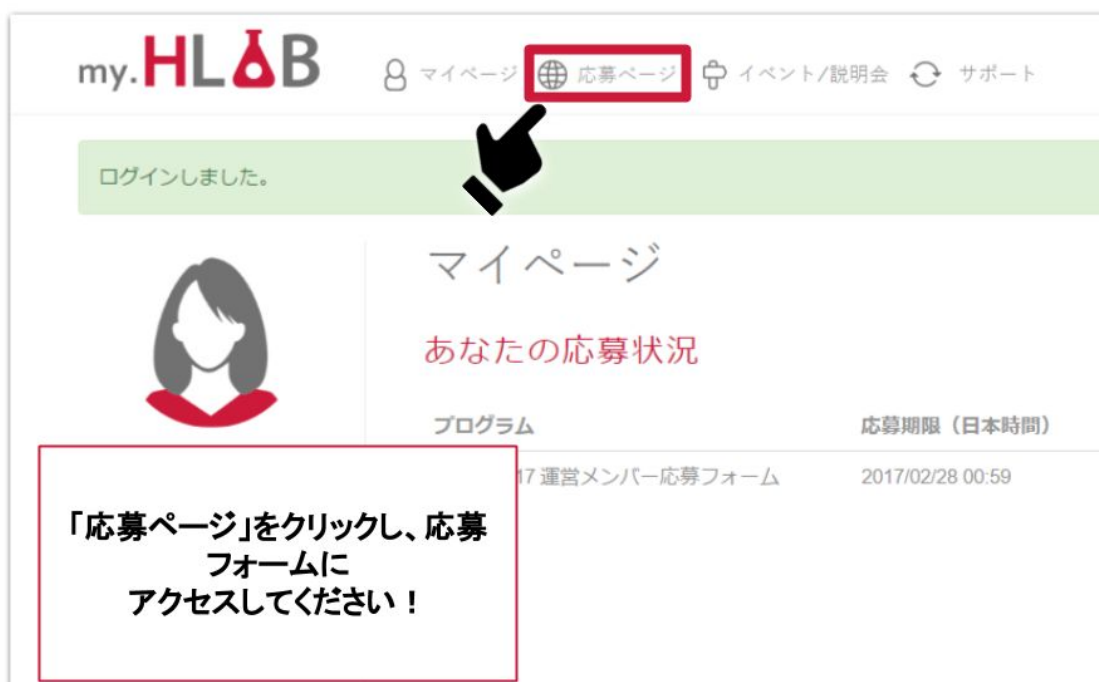 my.HLAB
マイページ 応募ページ イベント/説明会 サポート
ログインしました。
マイページ
あなたの応募状況
プログラム 応募期限（日本時間）
17 運営メンバー応募フォーム 2017/02/28 00:59
「応募ページ」をクリックし、応募
フォームに
アクセスしてください！